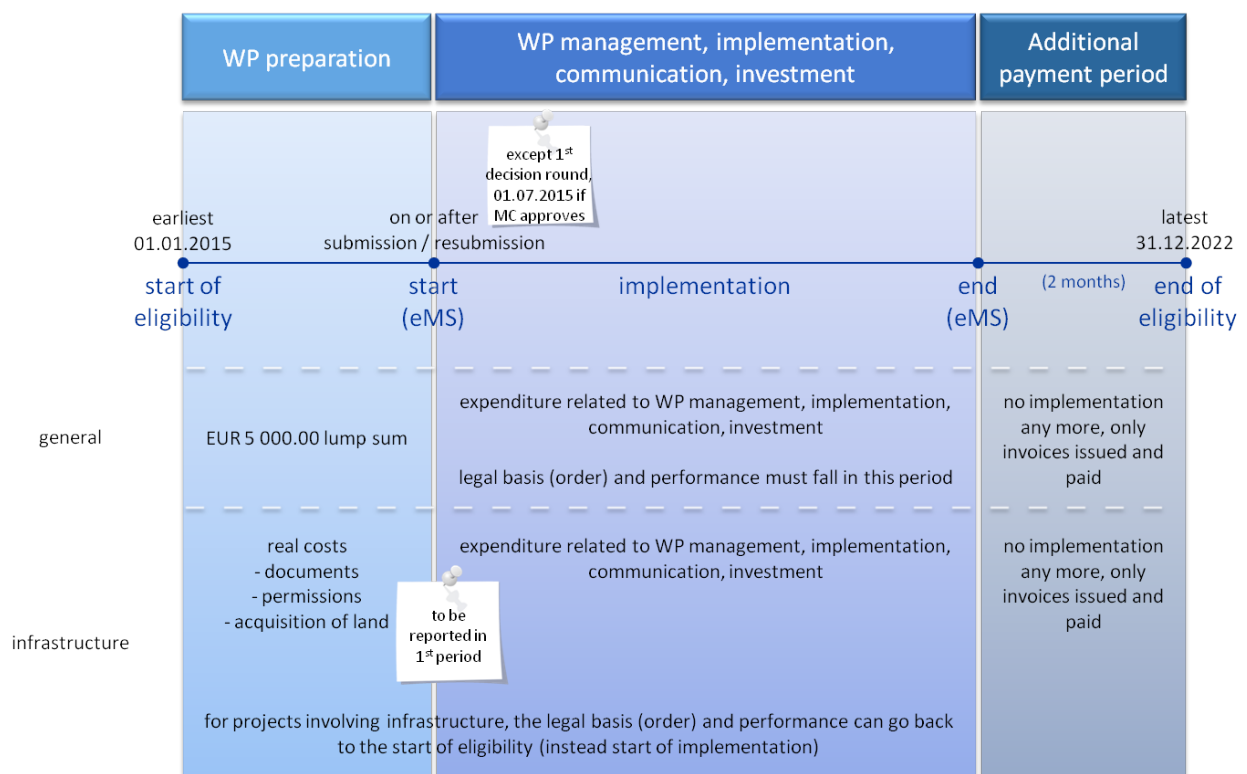 WP preparation
WP management, implementation,
communication, investment
Additional
payment period
except 1st
decision round,
01.07.2015 if
MC approves
earliest
01.01.2015
on or after
submission / resubmission
latest
31.12.2022
start of
eligibility
start
(eMS)
implementation
end
(eMS)
(2 months)
end of
eligibility
general
EUR 5 000.00 lump sum
expenditure related to WP management, implementation,
communication, investment
legal basis (order) and performance must fall in this period
no implementation
any more, only
invoices issued and
paid
infrastructure
real costs
- documents
- permissions
- acquisition of land
to be
reported in
1st period
expenditure related to WP management, implementation,
communication, investment
no implementation
any more, only
invoices issued and
paid
for projects involving infrastructure, the legal basis (order) and performance can go back
to the start of eligibility (instead start of implementation)